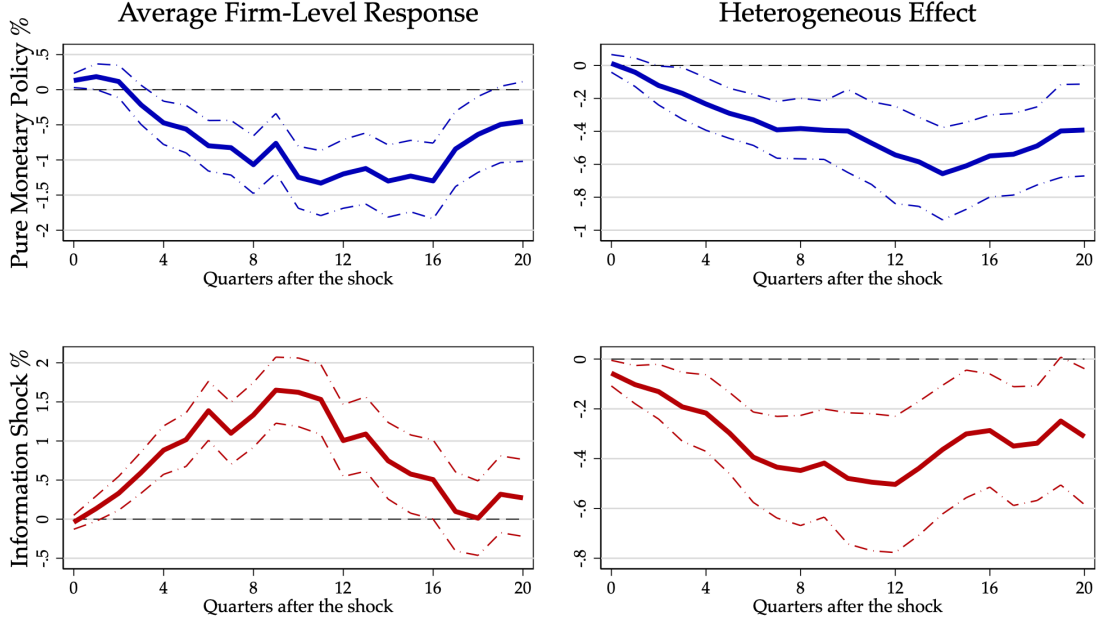 Average Firm-Level Response
Heterogeneous Effect
Pure Monetary Policy %
.5
0
-.5
-1
-1.5
-2
0 4 8 12 16 20
Quarters after the shock
0
-.2
-.4
-.6
-.8
-1
0 4 8 12 16 20
Quarters after the shock
Information Shock %
2
1.5
1
.5
0
-.5
0 4 8 12 16 20
Quarters after the shock
0
-.2
-.4
-.6
-.8
0 4 8 12 16 20
Quarters after the shock